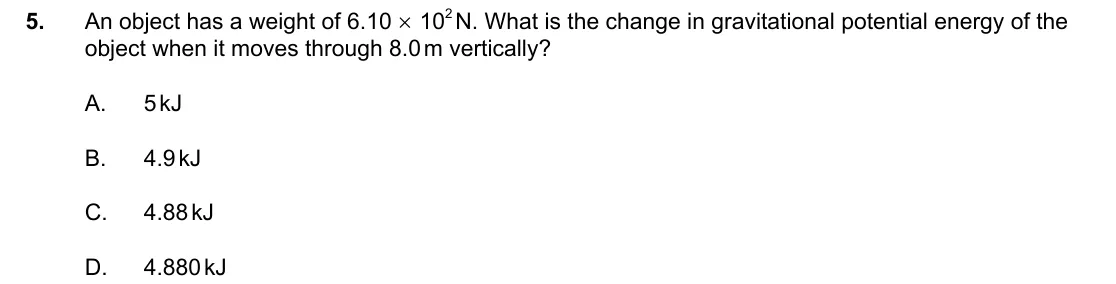 5. An object has a weight of 6.10 × 10² N. What is the change in gravitational potential energy of the
object when it moves through 8.0 m vertically?
A. 5 kJ
B. 4.9 kJ
C. 4.88 kJ
D. 4.880 kJ